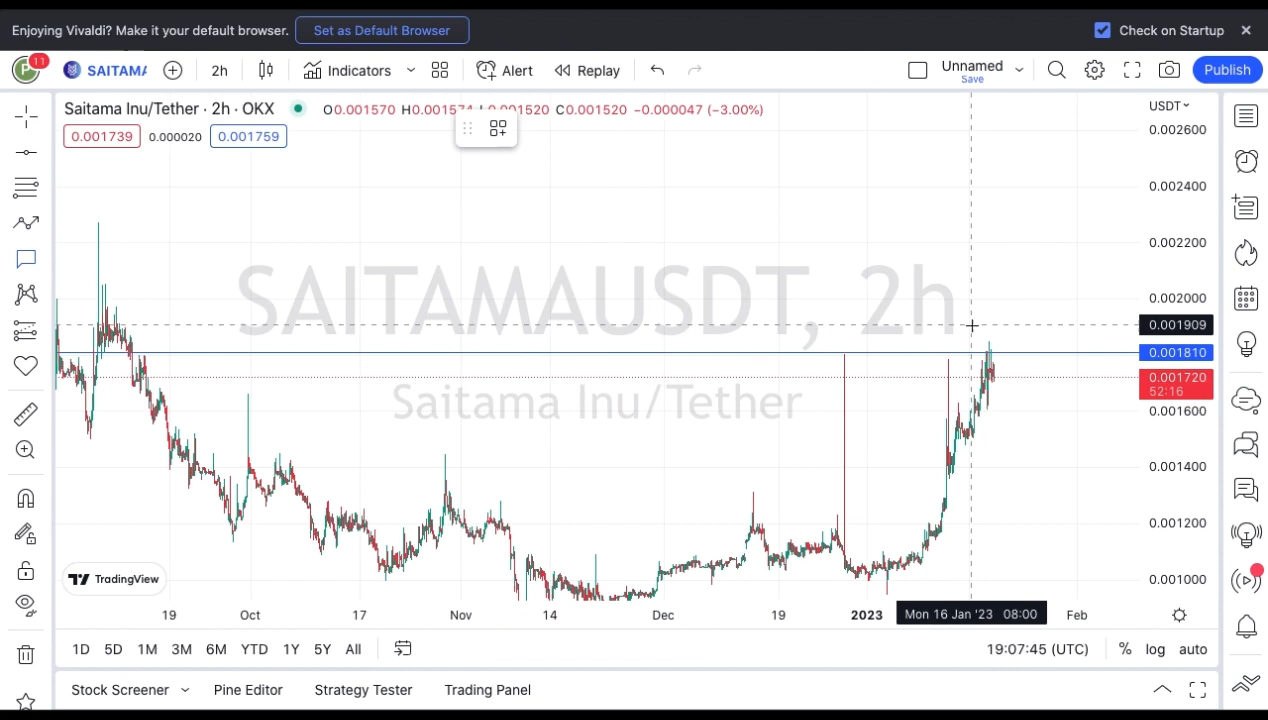 Enjoying Vivaldi? Make it your default browser. Set as Default Browser Check on Startup
P 11 SAITAMA 2h Indicators Alert Replay Unnamed Save Publish
Saitama Inu/Tether · 2h · OKX O0.001570 H0.001574 0.001520 C0.001520 −0.000047 (−3.00%) USDT
0.001739 0.000020 0.001759
0.002600
0.002400
0.002200
0.002000
SAITAMAUSDT, 2h
Saitama Inu/Tether
0.001909
0.001810
0.001720
52:16
0.001600
0.001400
0.001200
0.001000
TradingView
19 Oct 17 Nov 14 Dec 19 2023 Mon 16 Jan '23 08:00 Feb
1D 5D 1M 3M 6M YTD 1Y 5Y All 19:07:45 (UTC) % log auto
Stock Screener Pine Editor Strategy Tester Trading Panel